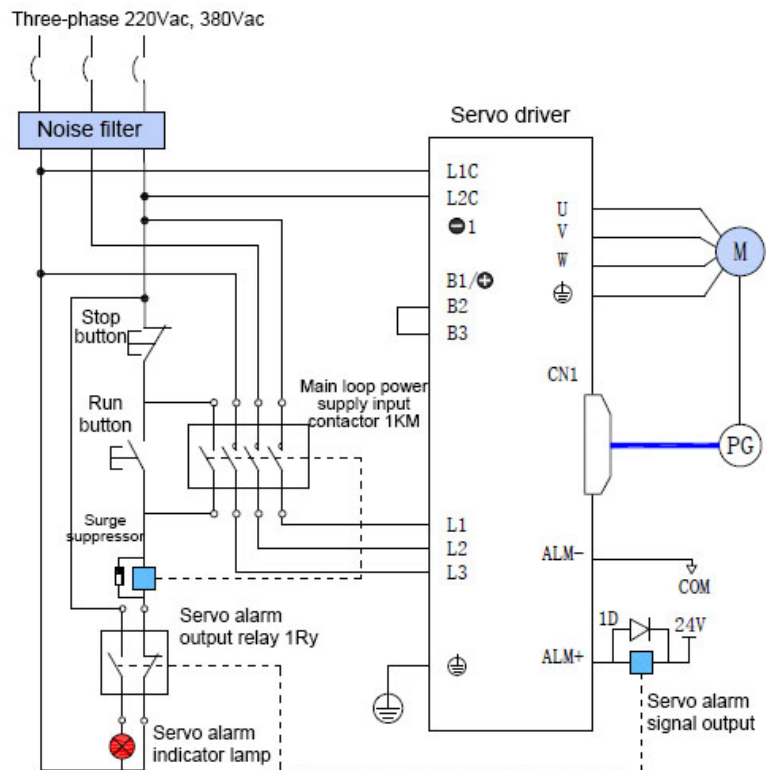 Three-phase 220Vac, 380Vac
Noise filter
Servo driver
L1C
L2C
⊖1
B1/⊕
B2
B3
U
V
W
M
CN1
PG
Stop
button
Run
button
Main loop power
supply input
contactor 1KM
Surge
suppressor
L1
L2
L3
ALM-
COM
1D
24V
ALM+
Servo alarm
output relay 1Ry
Servo alarm
signal output
Servo alarm
indicator lamp